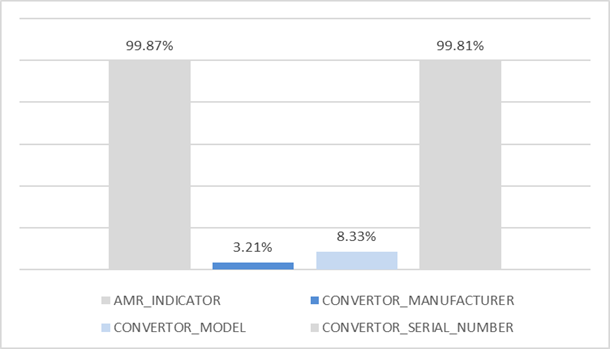 99.87% 99.81%
3.21% 8.33%
AMR_INDICATOR CONVERTOR_MANUFACTURER
CONVERTOR_MODEL CONVERTOR_SERIAL_NUMBER